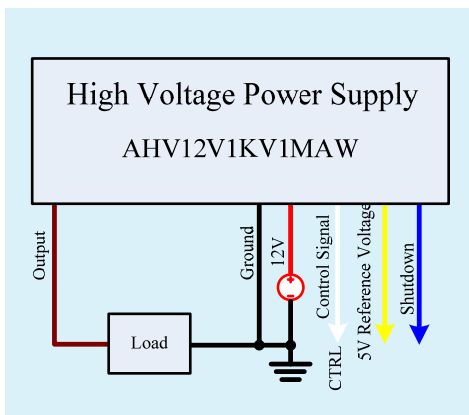 High Voltage Power Supply
AHV12V1KV1MAW
Output
Ground
12V
Control Signal
5V Reference Voltage
Shutdown
Load
CTRL